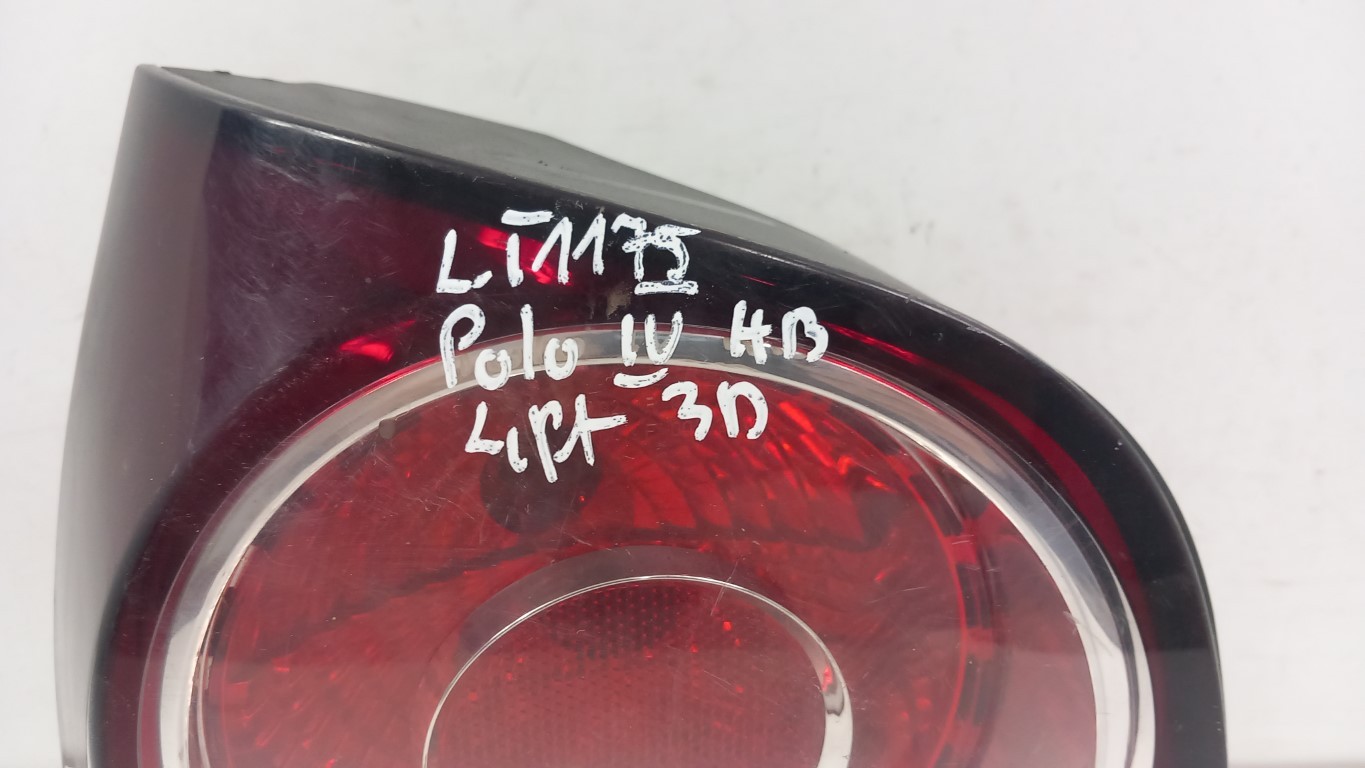 LT1175
Polo IV HB
Lift 3D